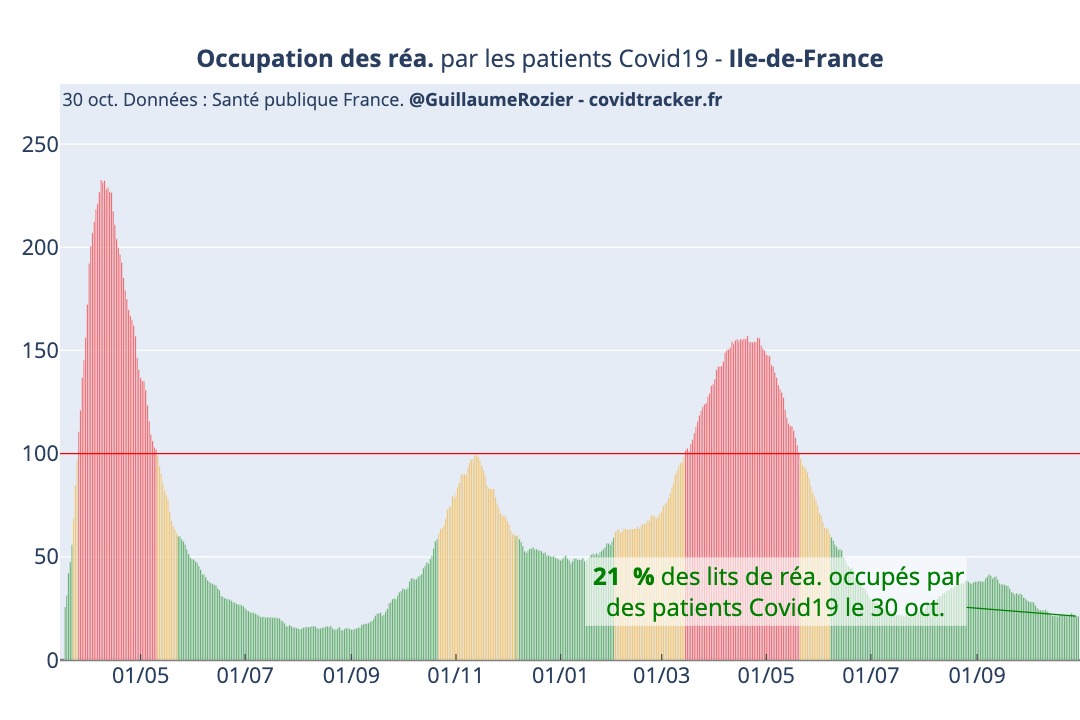 Occupation des réa. par les patients Covid19 - Ile-de-France
30 oct. Données : Santé publique France. @GuillaumeRozier - covidtracker.fr
250
200
150
100
50
21 % des lits de réa. occupés par
des patients Covid19 le 30 oct.
0
01/05 01/07 01/09 01/11 01/01 01/03 01/05 01/07 01/09